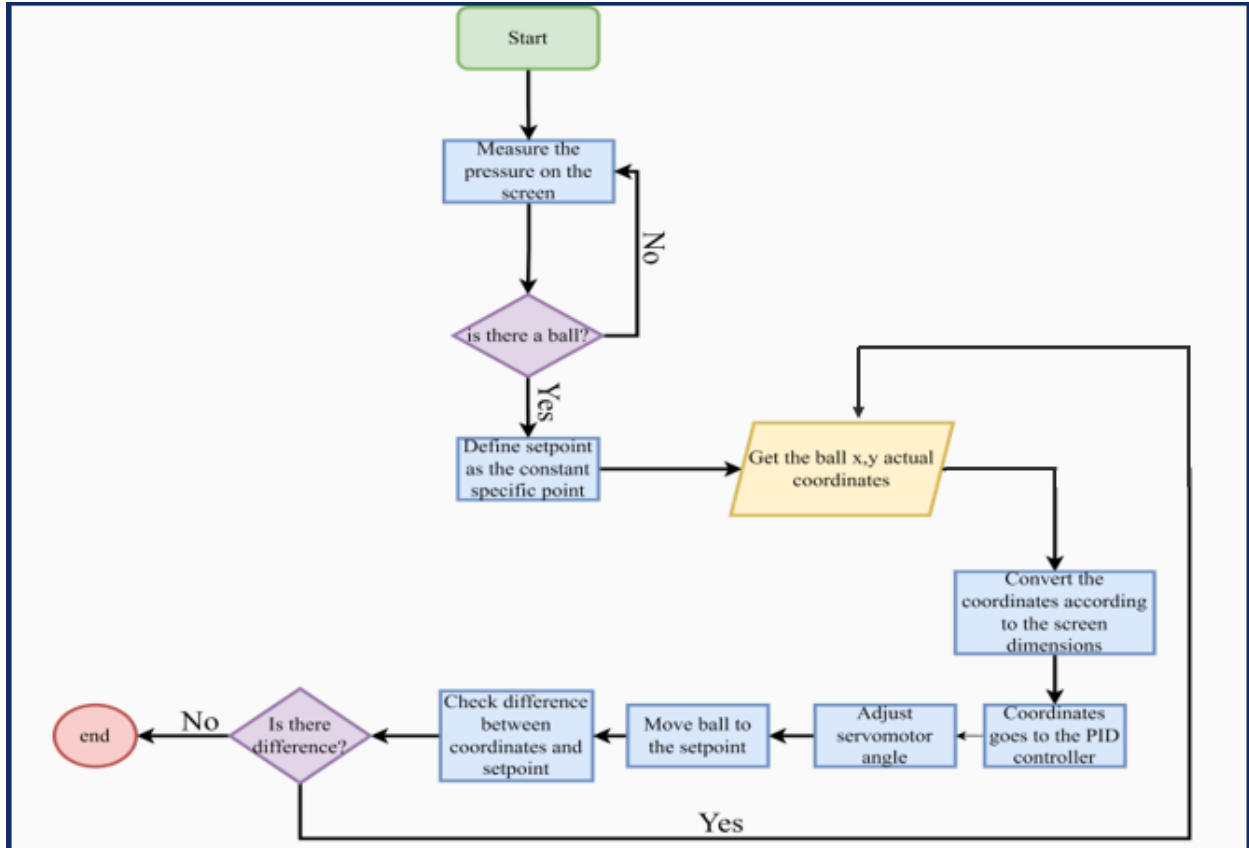 Start
Measure the
pressure on the
screen
No
is there a ball?
Yes
Define setpoint
as the constant
specific point
Get the ball x,y actual
coordinates
Convert the
coordinates according
to the screen
dimensions
Coordinates
goes to the PID
controller
Adjust
servomotor
angle
Move ball to
the setpoint
Check difference
between
coordinates and
setpoint
Is there
difference?
No
end
Yes